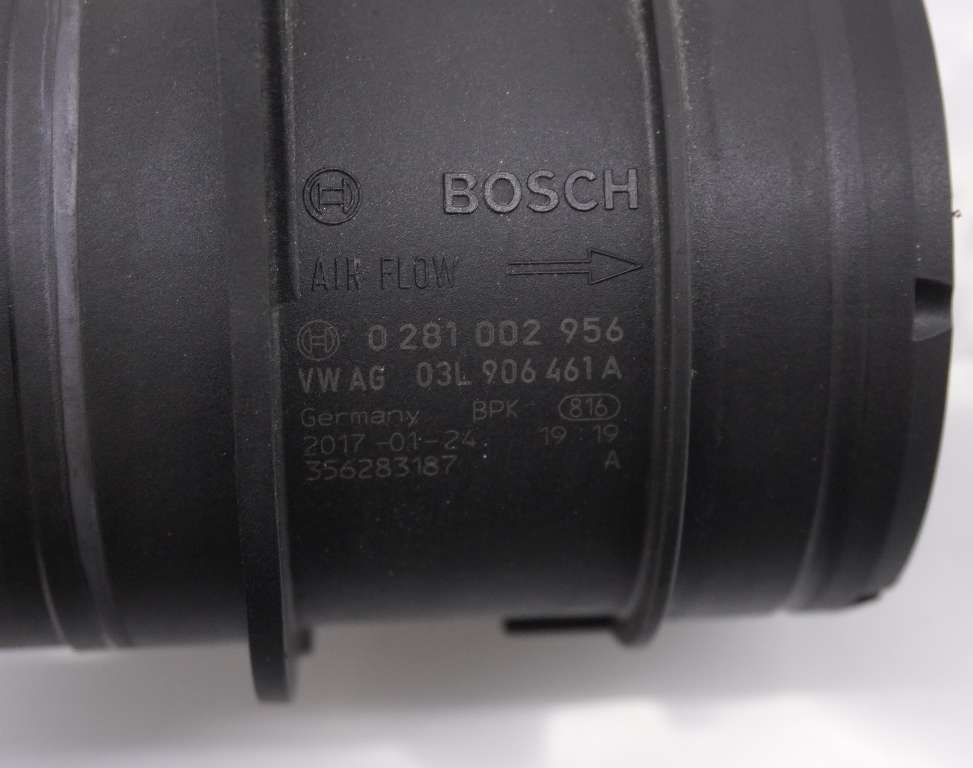 BOSCH
AIR FLOW
0 281 002 956
VW AG 03L 906 461 A
Germany BPK 816
2017-01-24 19:19
356283187 A